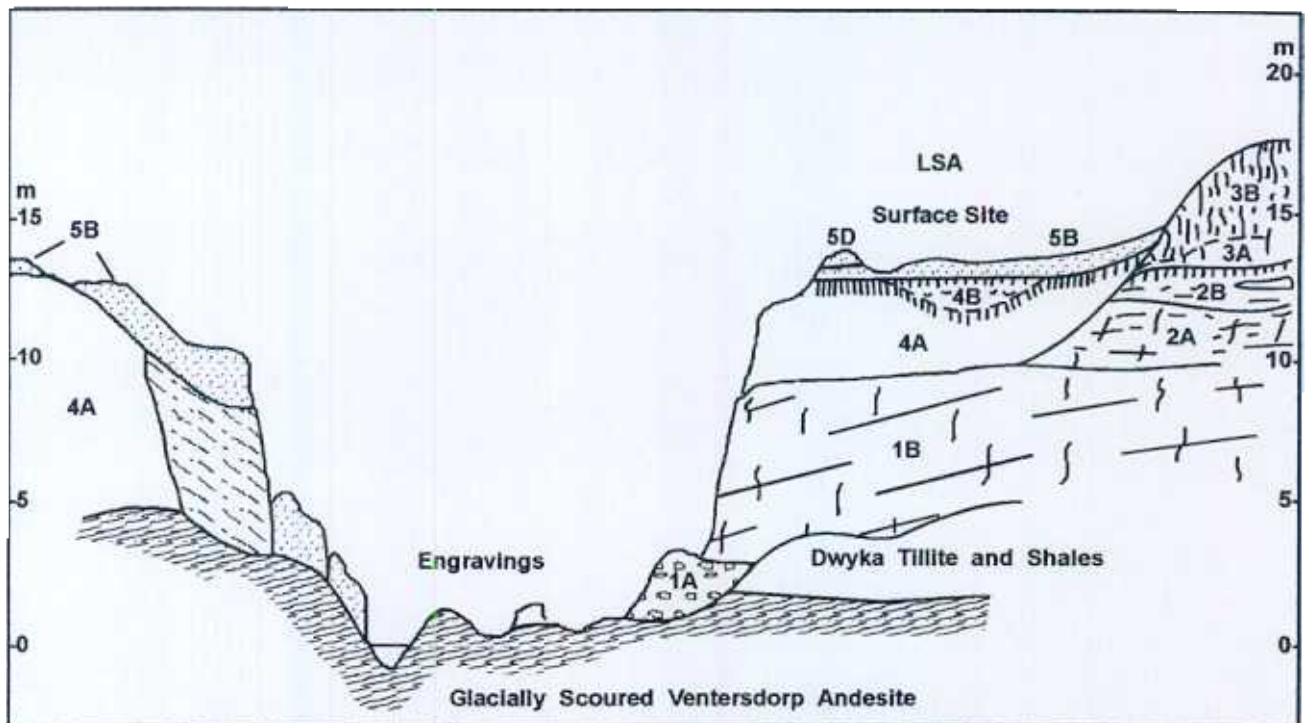 m
20
LSA
m
3B
15
Surface Site
15
5B
5D
5B
3A
4B
2B
2A
10
4A
10
4A
1B
5
5
Engravings
1A
Dwyka Tillite and Shales
0
0
Glacially Scoured Ventersdorp Andesite